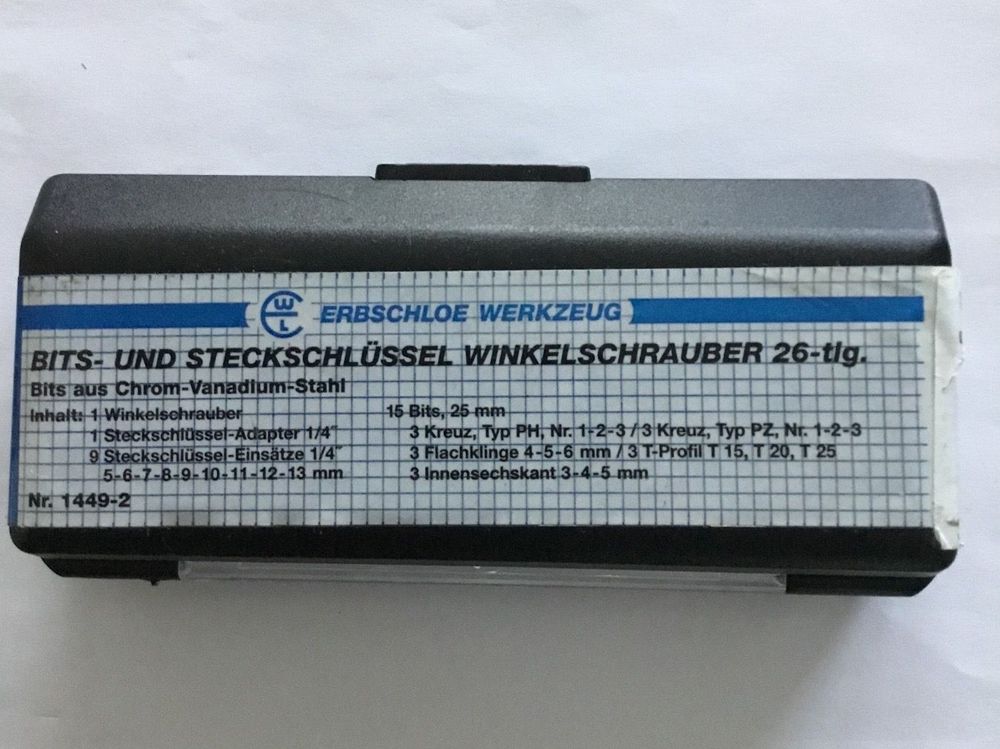 EWL ERBSCHLOE WERKZEUG
BITS- UND STECKSCHLÜSSEL WINKELSCHRAUBER 26-tlg.
Bits aus Chrom-Vanadium-Stahl
Inhalt: 1 Winkelschrauber
1 Steckschlüssel-Adapter 1/4"
9 Steckschlüssel-Einsätze 1/4"
5-6-7-8-9-10-11-12-13 mm
15 Bits, 25 mm
3 Kreuz, Typ PH, Nr. 1-2-3 / 3 Kreuz, Typ PZ, Nr. 1-2-3
3 Flachklinge 4-5-6 mm / 3 T-Profil T 15, T 20, T 25
3 Innensechskant 3-4-5 mm
Nr. 1449-2